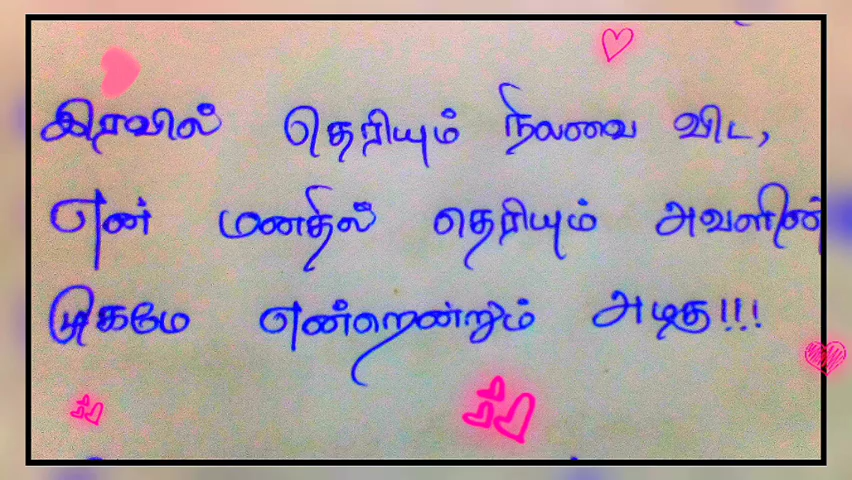 இரவில் தெரியும் நிலவை விட,
என் மனதில் தெரியும் அவளின்
முகமே என்றென்றும் அழகு!!!